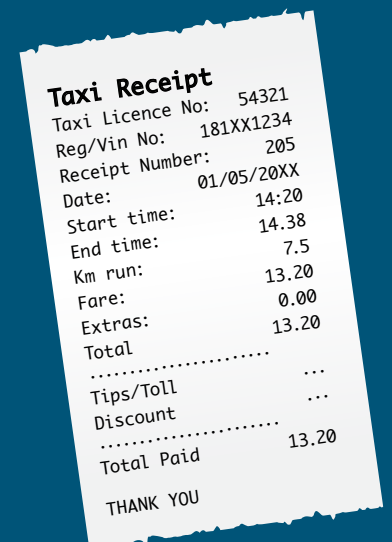 Taxi Receipt
Taxi Licence No: 54321
Reg/Vin No: 181XX1234
Receipt Number: 205
Date: 01/05/20XX
Start time: 14:20
End time: 14.38
Km run: 7.5
Fare: 13.20
Extras: 0.00
Total 13.20
.......................
Tips/Toll ...
Discount ...
.......................
Total Paid 13.20
THANK YOU